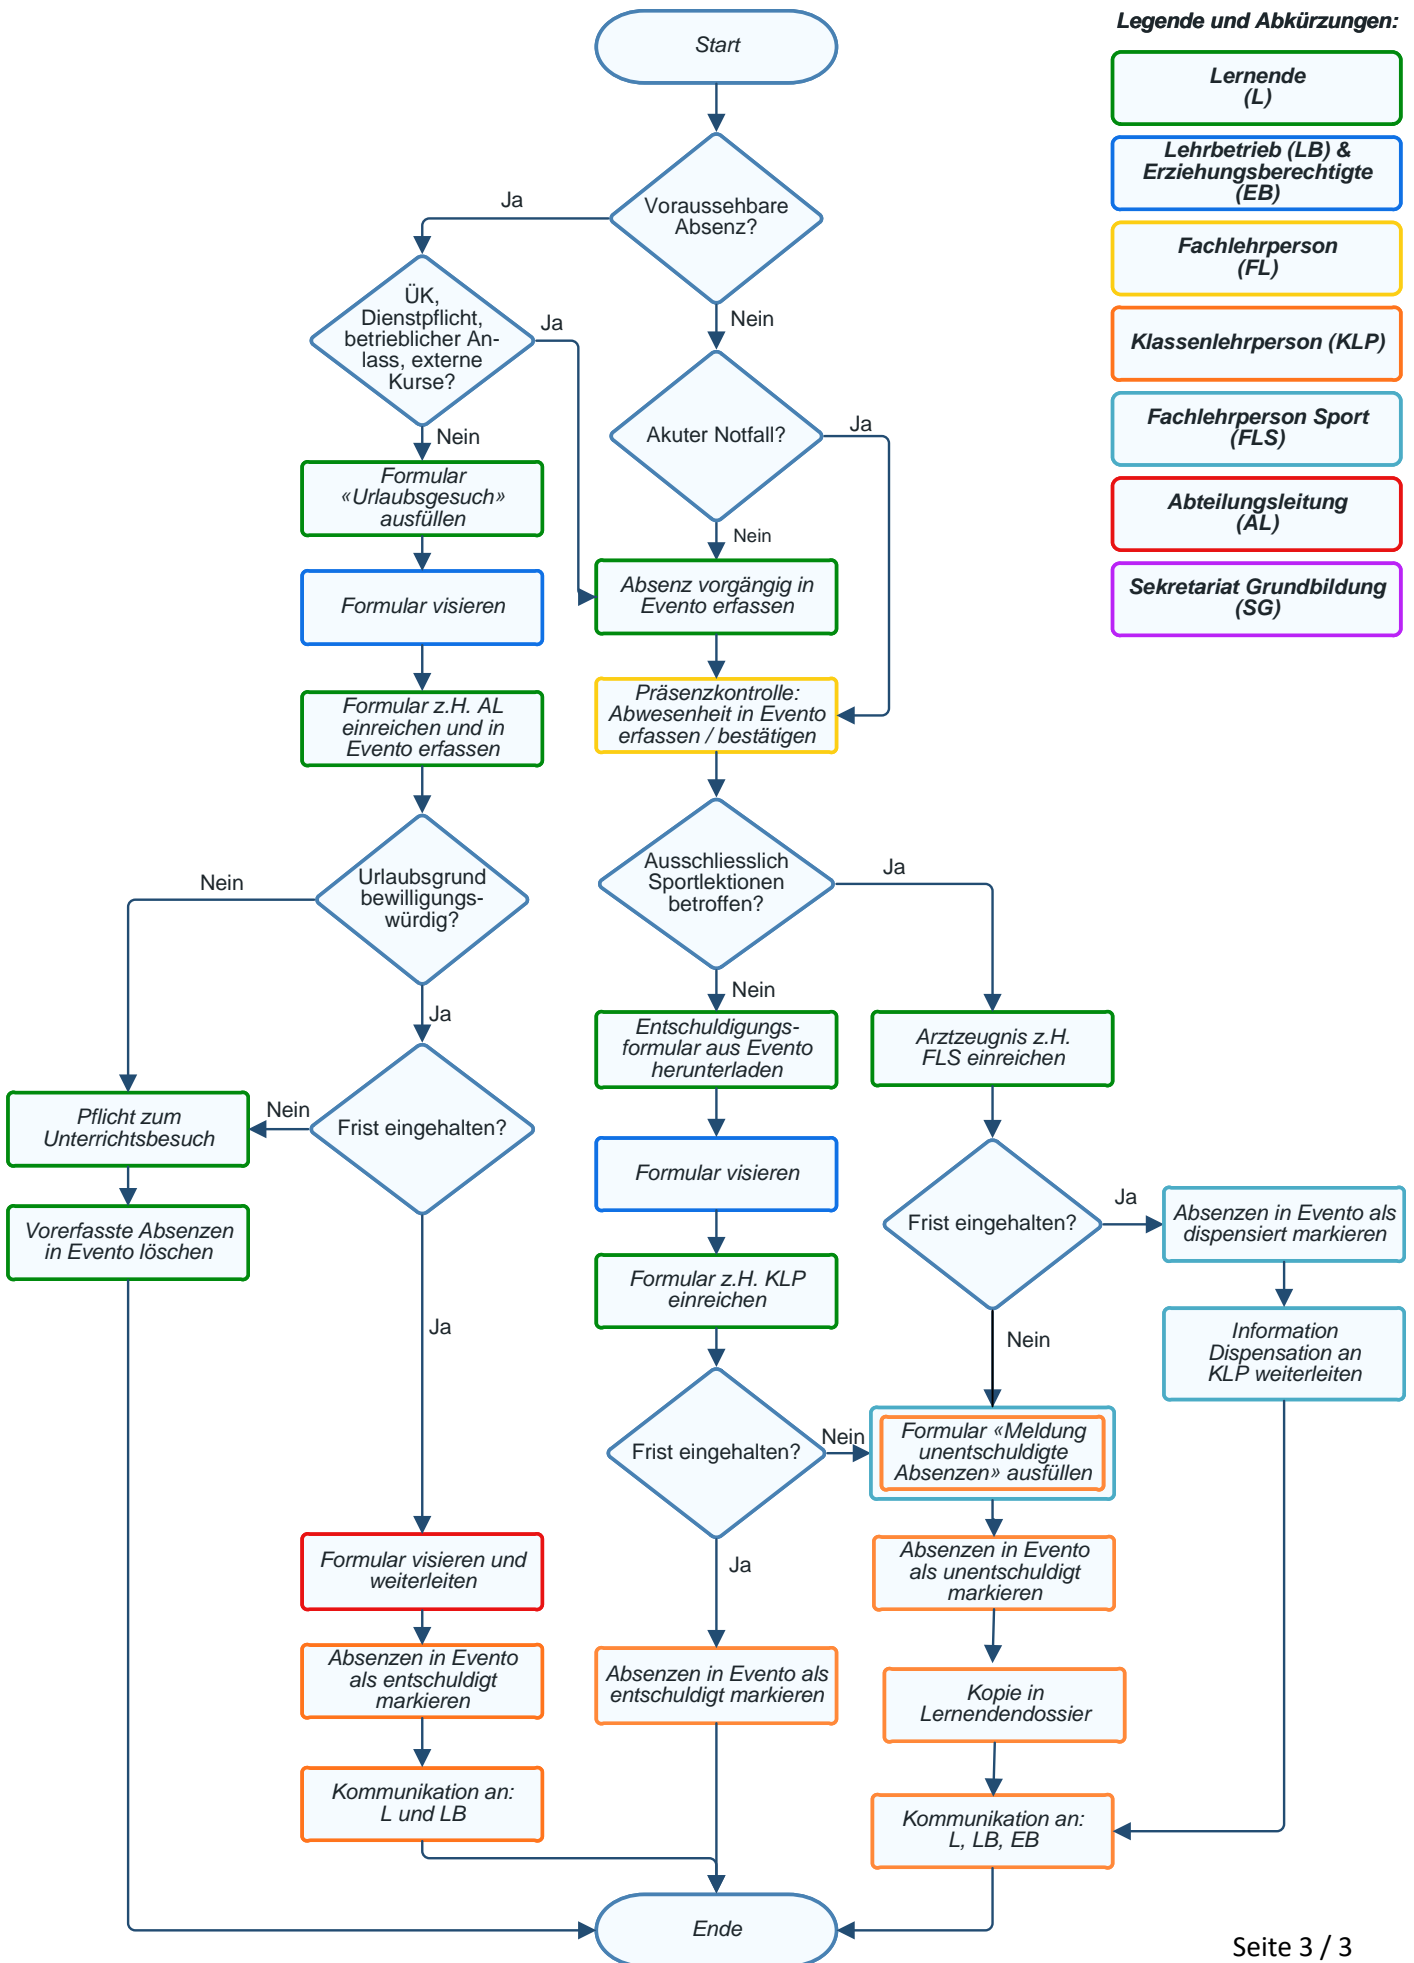 Legende und Abkürzungen:
Start
Lernende
(L)
Lehrbetrieb (LB) &
Erziehungsberechtigte
(EB)
Fachlehrperson
(FL)
Klassenlehrperson (KLP)
Fachlehrperson Sport
(FLS)
Abteilungsleitung
(AL)
Sekretariat Grundbildung
(SG)
Voraussehbare
Absenz?
Ja
Nein
ÜK,
Dienstpflicht,
betrieblicher An-
lass, externe
Kurse?
Ja
Nein
Akuter Notfall?
Ja
Nein
Formular
«Urlaubsgesuch»
ausfüllen
Formular visieren
Absenz vorgängig in
Evento erfassen
Formular z.H. AL
einreichen und in
Evento erfassen
Präsenzkontrolle:
Abwesenheit in Evento
erfassen / bestätigen
Urlaubsgrund
bewilligungs-
würdig?
Nein
Ja
Ausschliesslich
Sportlektionen
betroffen?
Ja
Nein
Entschuldigungs-
formular aus Evento
herunterladen
Arztzeugnis z.H.
FLS einreichen
Pflicht zum
Unterrichtsbesuch
Nein
Frist eingehalten?
Ja
Formular visieren
Vorerfasste Absenzen
in Evento löschen
Frist eingehalten?
Ja
Nein
Absenzen in Evento als
dispensiert markieren
Formular z.H. KLP
einreichen
Information
Dispensation an
KLP weiterleiten
Frist eingehalten?
Nein
Ja
Formular «Meldung
unentschuldigte
Absenzen» ausfüllen
Formular visieren und
weiterleiten
Absenzen in Evento
als unentschuldigt
markieren
Absenzen in Evento
als entschuldigt
markieren
Absenzen in Evento als
entschuldigt markieren
Kopie in
Lernendendossier
Kommunikation an:
L und LB
Kommunikation an:
L, LB, EB
Ende
Seite 3 / 3